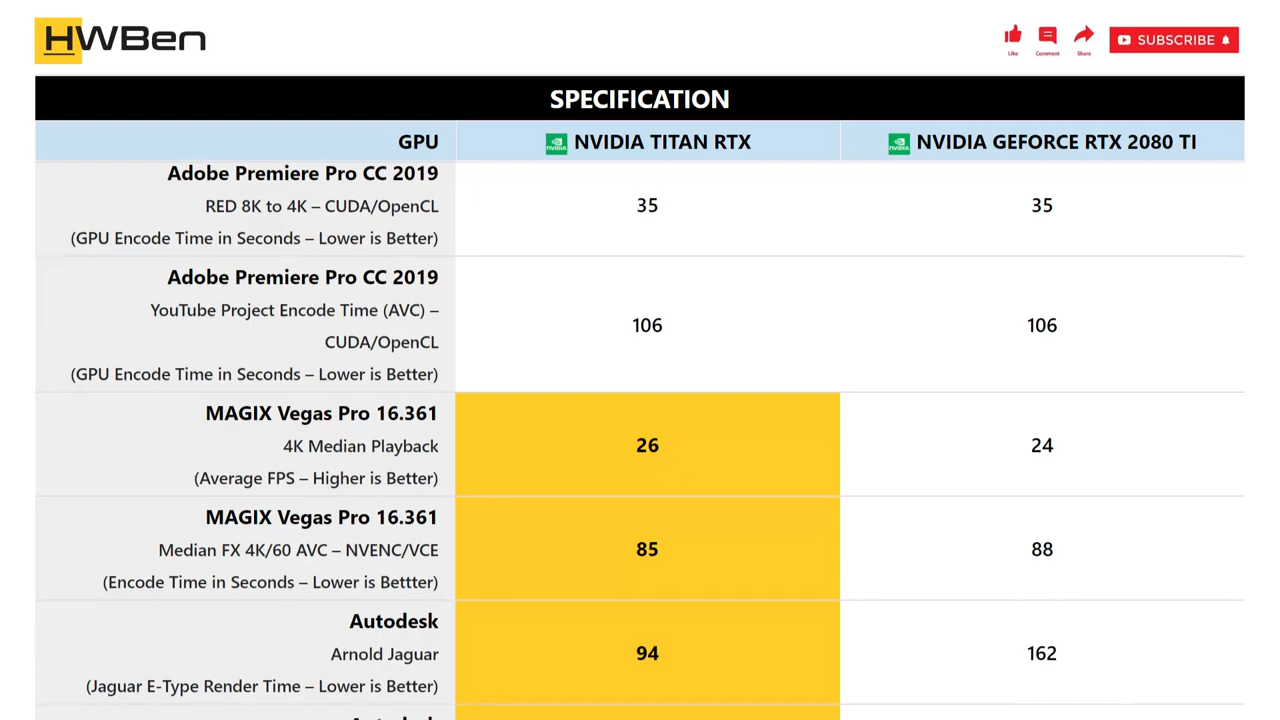 HWBen
Like
Comment
Share
SUBSCRIBE
SPECIFICATION
GPU
NVIDIA TITAN RTX
NVIDIA GEFORCE RTX 2080 TI
Adobe Premiere Pro CC 2019
RED 8K to 4K – CUDA/OpenCL
(GPU Encode Time in Seconds – Lower is Better)
35
35
Adobe Premiere Pro CC 2019
YouTube Project Encode Time (AVC) –
CUDA/OpenCL
(GPU Encode Time in Seconds – Lower is Better)
106
106
MAGIX Vegas Pro 16.361
4K Median Playback
(Average FPS – Higher is Better)
26
24
MAGIX Vegas Pro 16.361
Median FX 4K/60 AVC – NVENC/VCE
(Encode Time in Seconds – Lower is Bettter)
85
88
Autodesk
Arnold Jaguar
(Jaguar E-Type Render Time – Lower is Better)
94
162